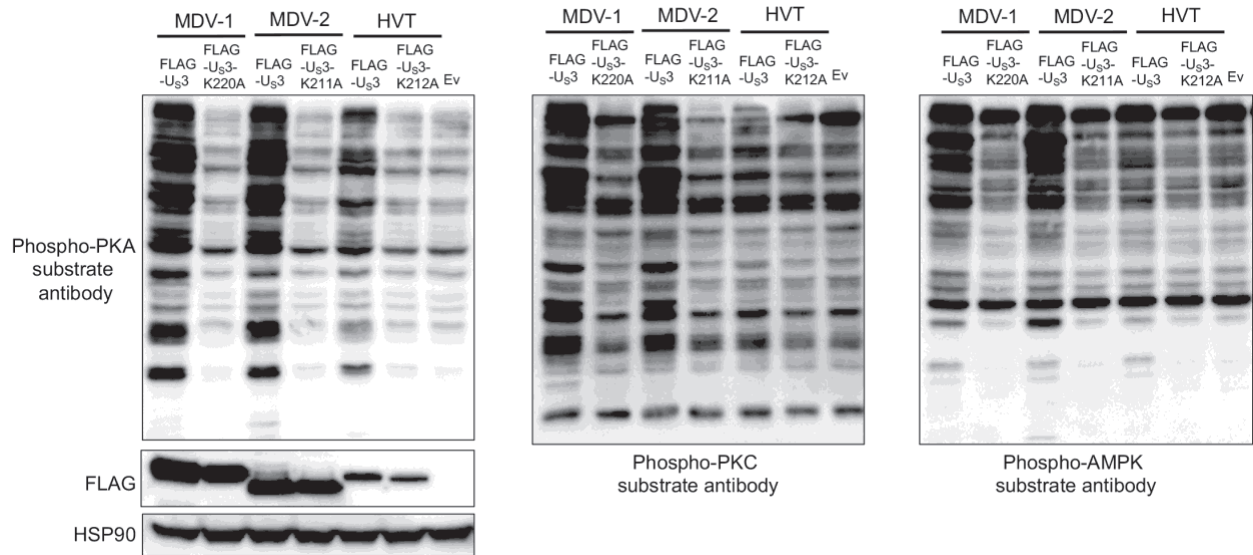 MDV-1 MDV-2 HVT
FLAG
-US3
FLAG
-US3-
K220A
FLAG
-US3
FLAG
-US3-
K211A
FLAG
-US3
FLAG
-US3-
K212A
Ev
Phospho-PKA
substrate
antibody
FLAG
HSP90
MDV-1 MDV-2 HVT
FLAG
-US3
FLAG
-US3-
K220A
FLAG
-US3
FLAG
-US3-
K211A
FLAG
-US3
FLAG
-US3-
K212A
Ev
Phospho-PKC
substrate antibody
MDV-1 MDV-2 HVT
FLAG
-US3
FLAG
-US3-
K220A
FLAG
-US3
FLAG
-US3-
K211A
FLAG
-US3
FLAG
-US3-
K212A
Ev
Phospho-AMPK
substrate antibody